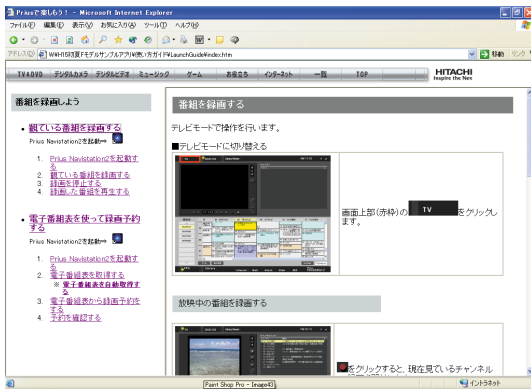 Priusで楽しもう! - Microsoft Internet Explorer
ファイル(F) 編集(E) 表示(V) お気に入り(A) ツール(T) ヘルプ(H)
移動 リンク
TV&DVD デジタルカメラ デジタルビデオ ミュージック ゲーム お役立ち インターネット 一覧 TOP
HITACHI
Inspire the Next
番組を録画しよう
観ている番組を録画する
Prius Navistation2を起動⇒
1. Prius Navistation2を起動する
2. 観ている番組を録画する
3. 録画を停止する
4. 録画した番組を再生する
電子番組表を使って録画予約する
Prius Navistation2を起動⇒
1. Prius Navistation2を起動する
2. 電子番組表を取得する
※ 電子番組表を自動取得する
3. 電子番組表から録画予約をする
4. 予約を確認する
番組を録画する
テレビモードで操作を行います。
■テレビモードに切り替える
画面上部(赤枠)の TV をクリックします。
放映中の番組を録画する
をクリックすると、現在見ているチャンネル
Paint Shop Pro - Image43
イントラネット